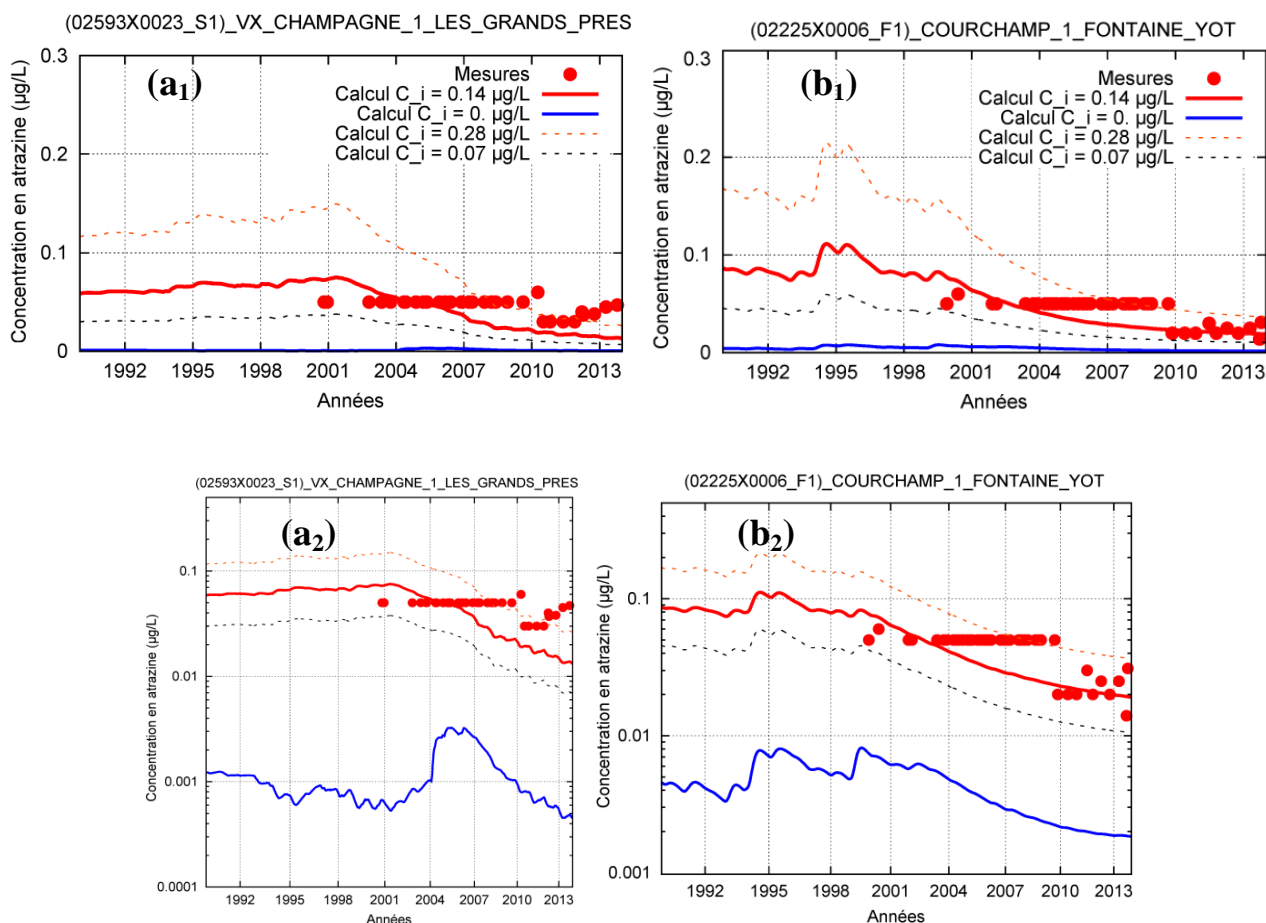 (02593X0023_S1)_VX_CHAMPAGNE_1_LES_GRANDS_PRES
Concentration en atrazine (µg/L)
0.3
0.2
0.1
0
(a1)
Mesures
Calcul C_i = 0.14 µg/L
Calcul C_i = 0. µg/L
Calcul C_i = 0.28 µg/L
Calcul C_i = 0.07 µg/L
1992 1995 1998 2001 2004 2007 2010 2013
Années
(02225X0006_F1)_COURCHAMP_1_FONTAINE_YOT
Concentration en atrazine (µg/L)
0.3
0.2
0.1
0
(b1)
Mesures
Calcul C_i = 0.14 µg/L
Calcul C_i = 0. µg/L
Calcul C_i = 0.28 µg/L
Calcul C_i = 0.07 µg/L
1992 1995 1998 2001 2004 2007 2010 2013
Années
(02593X0023_S1)_VX_CHAMPAGNE_1_LES_GRANDS_PRES
Concentration en atrazine (µg/L)
(a2)
0.1
0.01
0.001
0.0001
1992 1995 1998 2001 2004 2007 2010 2013
Années
(02225X0006_F1)_COURCHAMP_1_FONTAINE_YOT
Concentration en atrazine (µg/L)
(b2)
0.1
0.01
0.001
1992 1995 1998 2001 2004 2007 2010 2013
Années